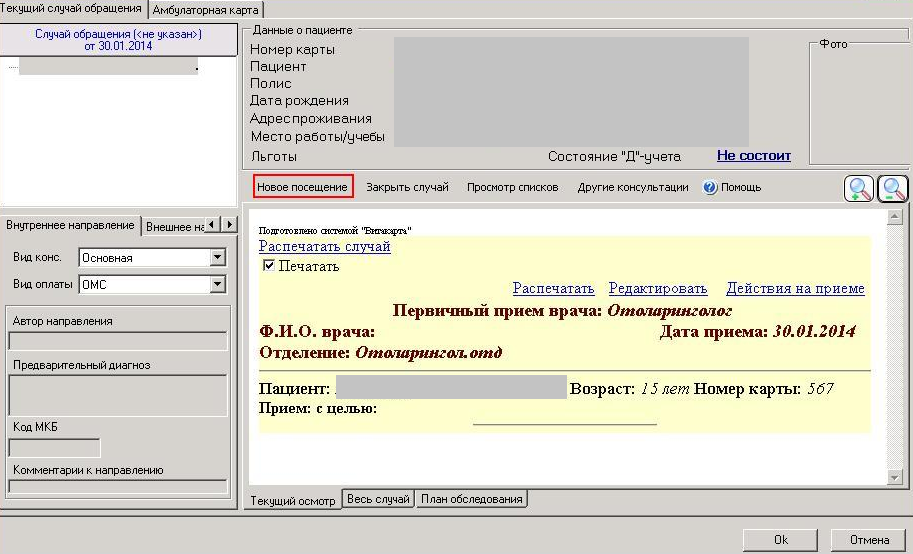 Текущий случай обращения Амбулаторная карта
Случай обращения (<не указан>)
от 30.01.2014
Данные о пациенте
Номер карты
Пациент
Полис
Дата рождения
Адрес проживания
Место работы/учебы
Льготы
Состояние "Д"-учета Не состоит
Фото
Новое посещение Закрыть случай Просмотр списков Другие консультации ? Помощь
Внутреннее направление Внешнее на
Вид конс. Основная
Вид оплаты ОМС
Автор направления
Предварительный диагноз
Код МКБ
Комментарии к направлению
Подготовлено системой "Витакарта"
Распечатать случай
Печатать
Распечатать Редактировать Действия на приеме
Первичный прием врача: Отоларинголог
Ф.И.О. врача: Дата приема: 30.01.2014
Отделение: Отоларингол.отд
Пациент: Возраст: 15 лет Номер карты: 567
Прием: с целью:
Текущий осмотр Весь случай План обследования
Ok Отмена